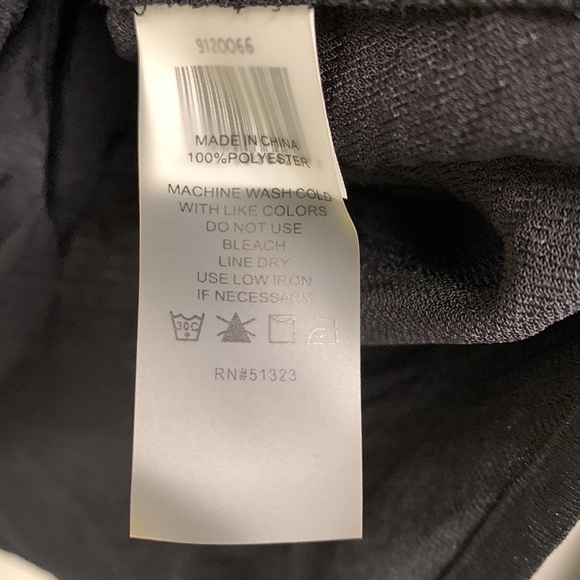 9120066
MADE IN CHINA
100%POLYESTER
MACHINE WASH COLD
WITH LIKE COLORS
DO NOT USE
BLEACH
LINE DRY
USE LOW IRON
IF NECESSARY
30C
RN#51323